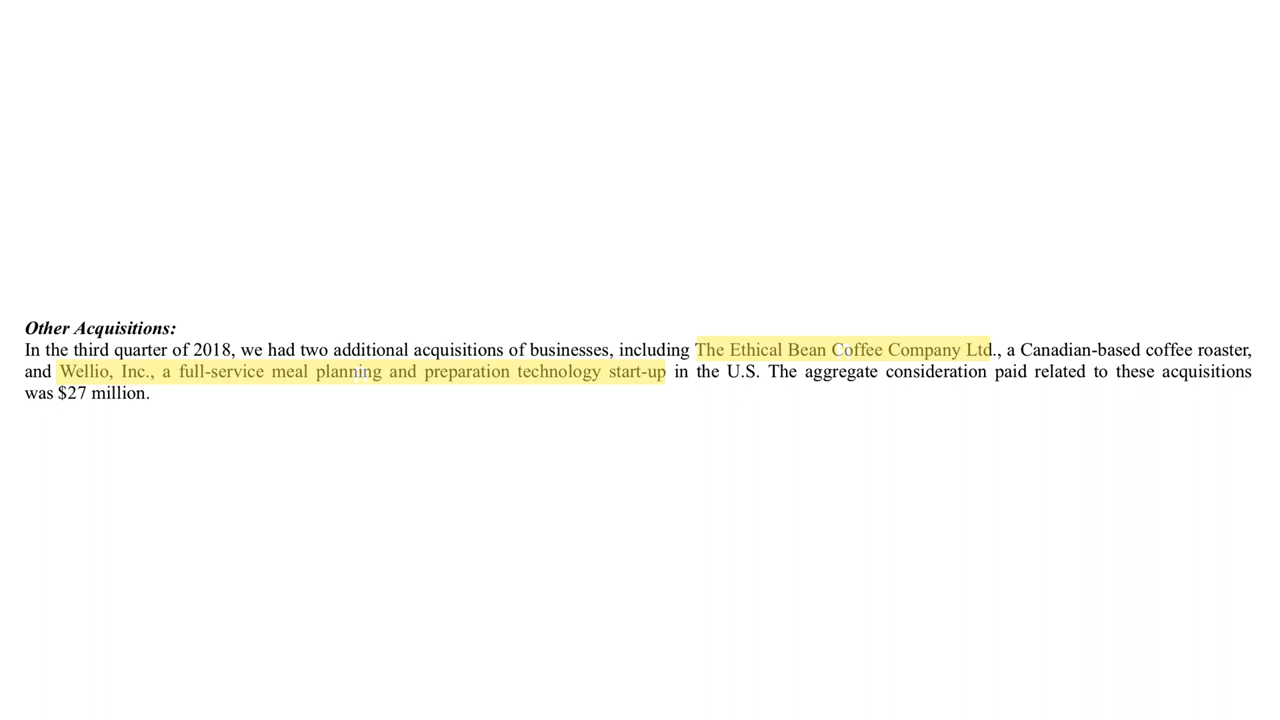 Other Acquisitions:
In the third quarter of 2018, we had two additional acquisitions of businesses, including The Ethical Bean Coffee Company Ltd., a Canadian-based coffee roaster,
and Wellio, Inc., a full-service meal planning and preparation technology start-up in the U.S. The aggregate consideration paid related to these acquisitions
was $27 million.